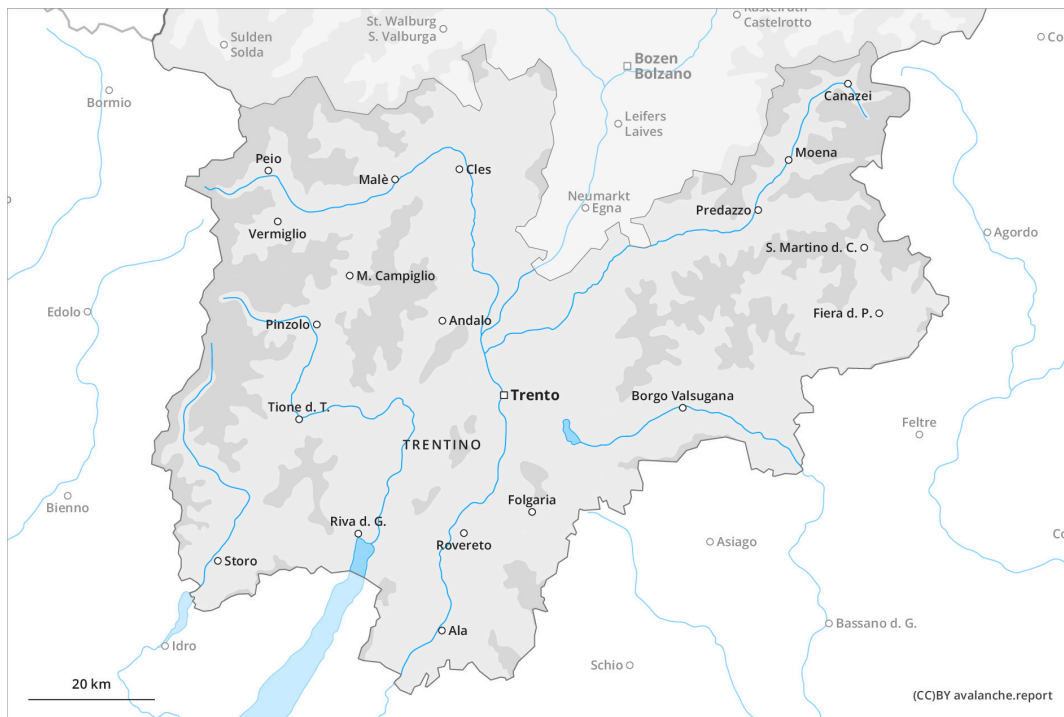 Kastelruth
Castelrotto
St. Walburg
S. Valburga
Sulden
Solda
Bozen
Bolzano
Bormio
Canazei
Leifers
Laives
Moena
Peio
Malè
Cles
Neumarkt
Egna
Predazzo
Vermiglio
Agordo
S. Martino d. C.
M. Campiglio
Edolo
Pinzolo
Andalo
Fiera d. P.
Trento
Borgo Valsugana
Tione d. T.
Feltre
TRENTINO
Bienno
Folgaria
Riva d. G.
Rovereto
Asiago
Storo
Ala
Bassano d. G.
Idro
Schio
20 km
(CC)BY avalanche.report